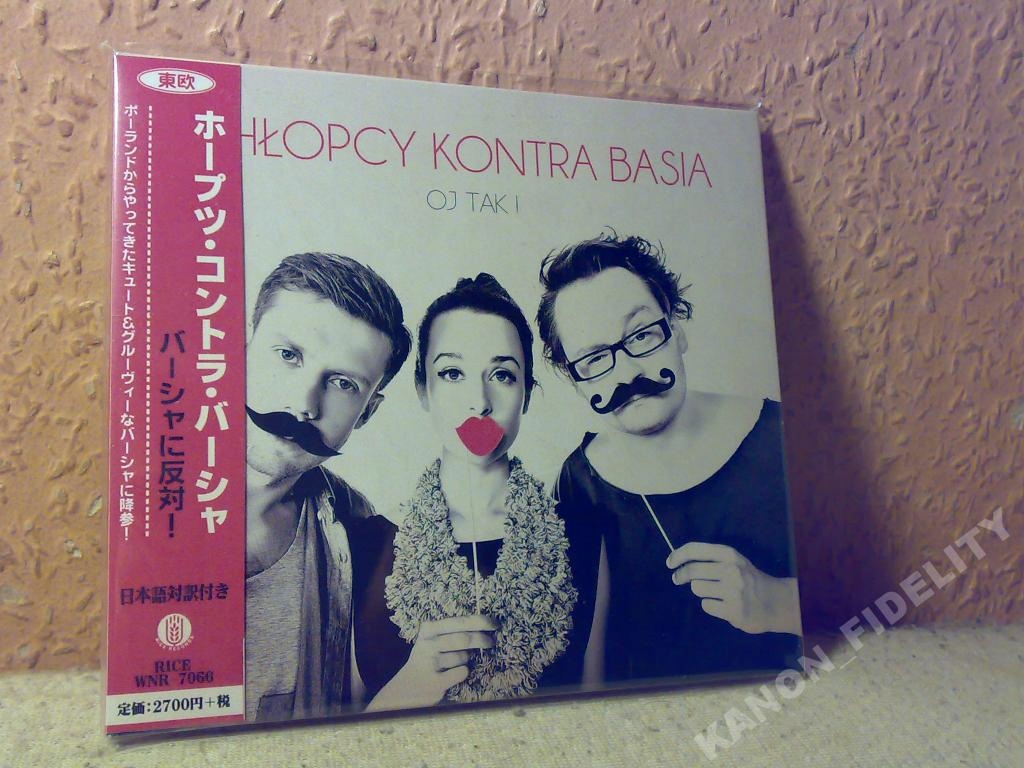 東欧
ホープツ・コントラ・バーシャ
バーシャに反対！
ポーランドからやってきたキュート&グルーヴィーなバーシャに降参！
日本語対訳付き
RICE RECORDS
RICE
WNR 7066
定価:2700円+税
HŁOPCY KONTRA BASIA
OJ TAK !
KANON_FIDELITY